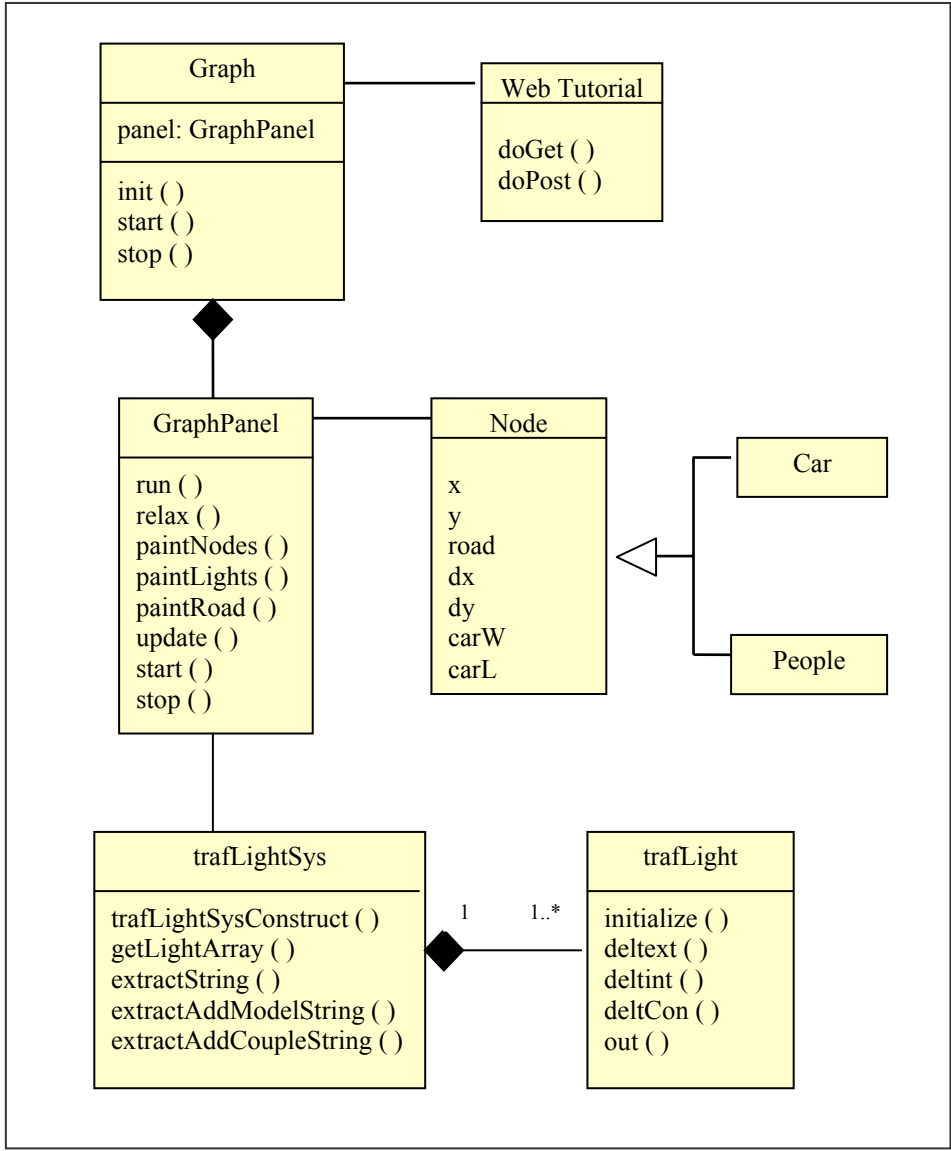 Graph
panel: GraphPanel
init ( )
start ( )
stop ( )
Web Tutorial
doGet ( )
doPost ( )
GraphPanel
run ( )
relax ( )
paintNodes ( )
paintLights ( )
paintRoad ( )
update ( )
start ( )
stop ( )
Node
x
y
road
dx
dy
carW
carL
Car
People
trafLightSys
trafLightSysConstruct ( )
getLightArray ( )
extractString ( )
extractAddModelString ( )
extractAddCoupleString ( )
1
1..*
trafLight
initialize ( )
deltext ( )
deltint ( )
deltCon ( )
out ( )